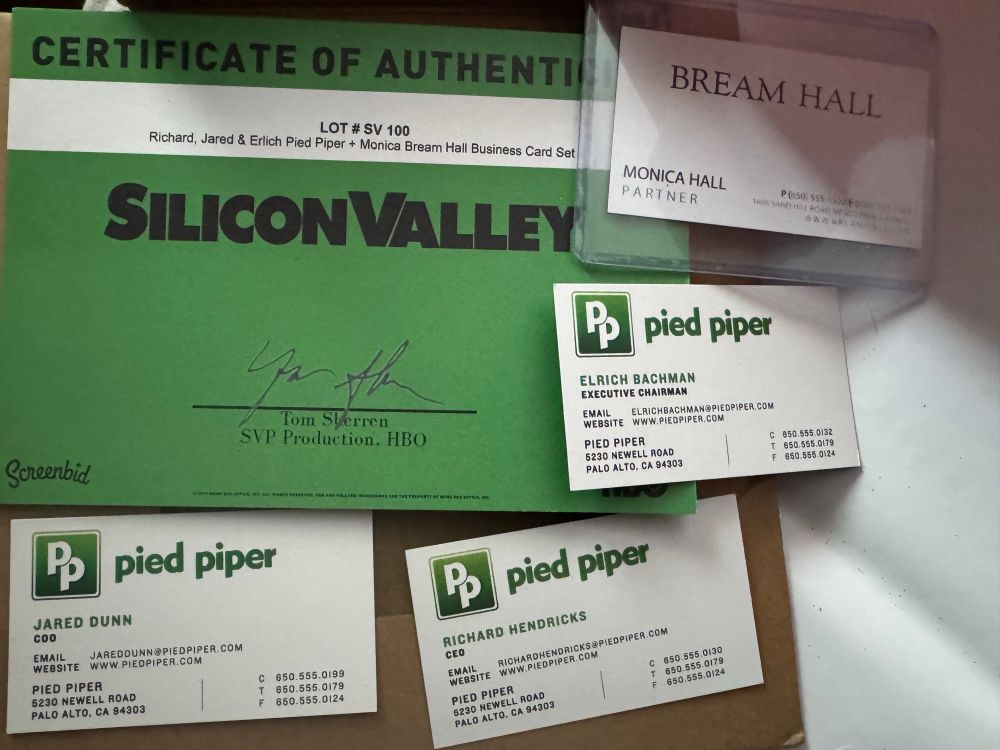 CERTIFICATE OF AUTHENTIC
LOT # SV 100
Richard, Jared & Erlich Pied Piper + Monica Bream Hall Business Card Set
SILICON VALLEY
Tom Sherren
SVP Production, HBO
Screenbid
HBO
BREAM HALL
MONICA HALL
PARTNER
P (650) 555
PP pied piper
ELRICH BACHMAN
EXECUTIVE CHAIRMAN
EMAIL ELRICHBACHMAN@PIEDPIPER.COM
WEBSITE WWW.PIEDPIPER.COM
PIED PIPER
5230 NEWELL ROAD
PALO ALTO, CA 94303
C 650.555.0132
T 650.555.0179
F 650.555.0124
PP pied piper
JARED DUNN
COO
EMAIL JAREDDUNN@PIEDPIPER.COM
WEBSITE WWW.PIEDPIPER.COM
PIED PIPER
5230 NEWELL ROAD
PALO ALTO, CA 94303
C 650.555.0199
T 650.555.0179
F 650.555.0124
PP pied piper
RICHARD HENDRICKS
CEO
EMAIL RICHARDHENDRICKS@PIEDPIPER.COM
WEBSITE WWW.PIEDPIPER.COM
PIED PIPER
5230 NEWELL ROAD
PALO ALTO, CA 94303
C 650.555.0130
T 650.555.0179
F 650.555.0124